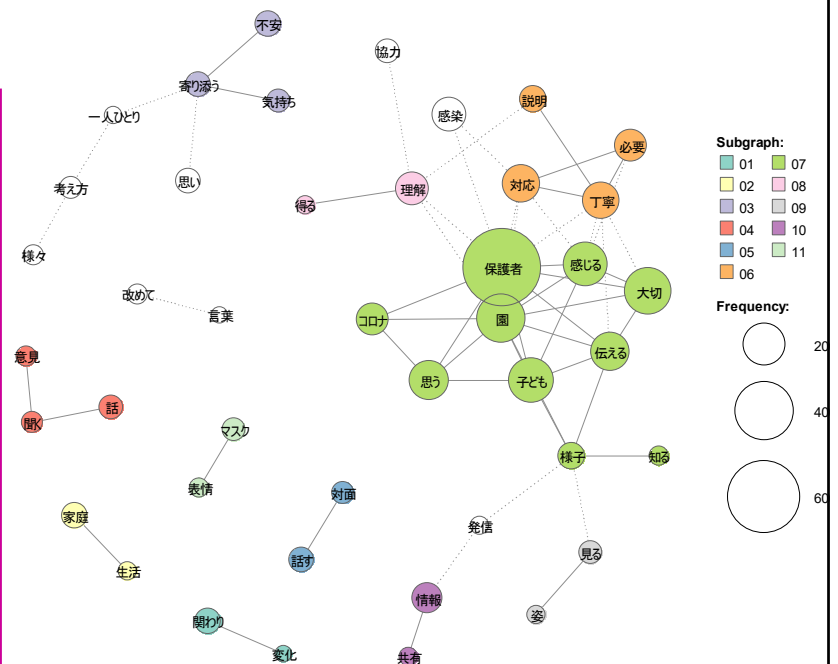 不安
協力
寄り添う
気持ち
説明
一人ひとり
感染
必要
思い
理解
対応
考え方
得る
丁寧
様々
保護者
感じる
大切
改めて
言葉
コロナ
園
伝える
意見
思う
子ども
話
聞く
マスク
様子
知る
表情
対面
家庭
発信
見る
話す
生活
情報
姿
関わり
変化
共有
Subgraph:
01
07
02
08
03
09
04
10
05
11
06
Frequency:
20
40
60